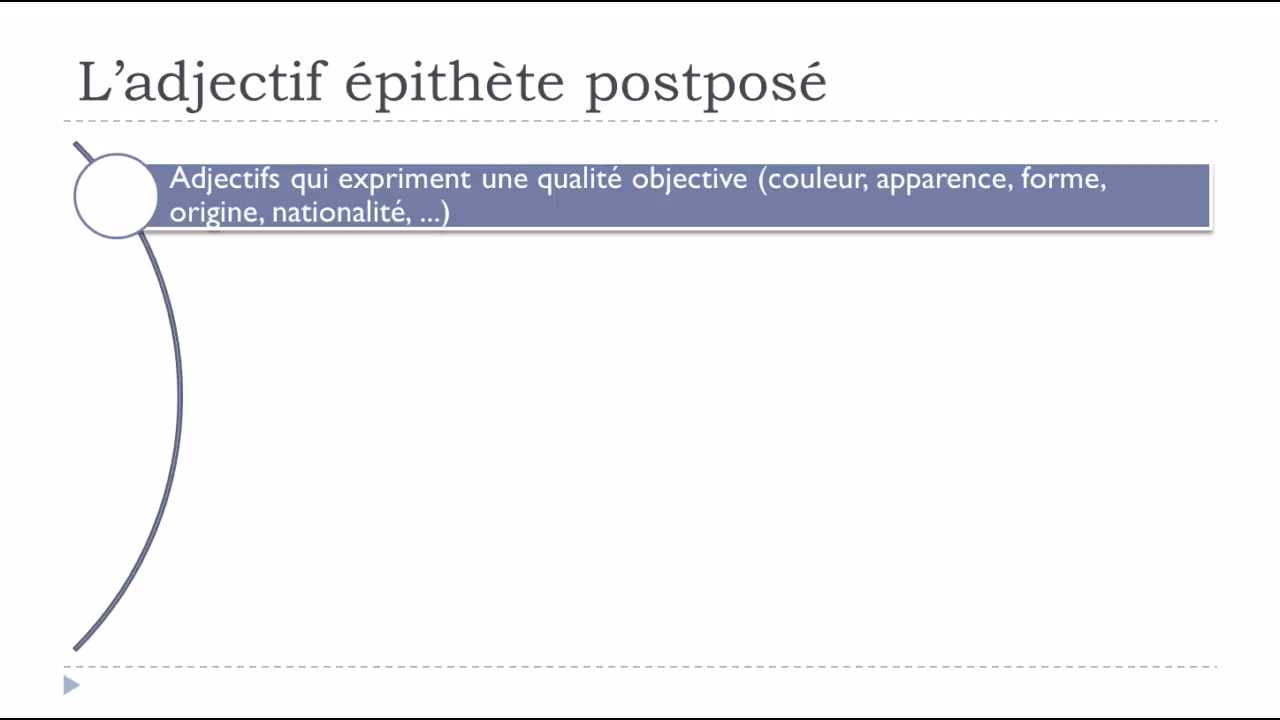 L’adjectif épithète postposé
Adjectifs qui expriment une qualité objective (couleur, apparence, forme,
origine, nationalité, ...)